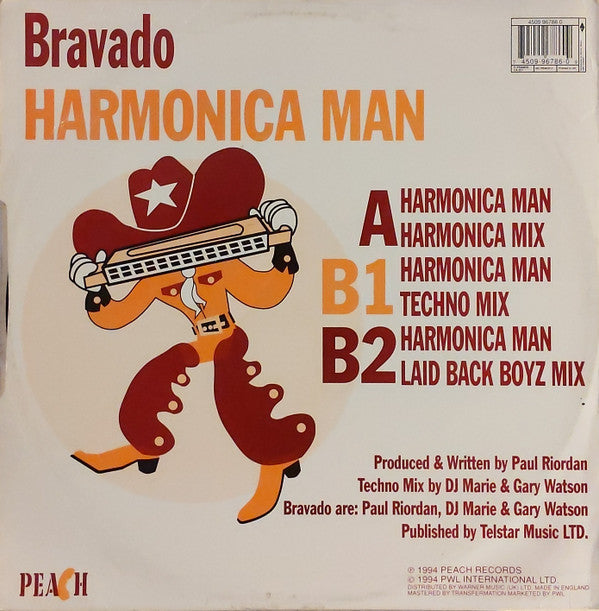 Bravado
4509 96786 0
HARMONICA MAN
A HARMONICA MAN
HARMONICA MIX
B1 HARMONICA MAN
TECHNO MIX
B2 HARMONICA MAN
LAID BACK BOYZ MIX
Produced & Written by Paul Riordan
Techno Mix by DJ Marie & Gary Watson
Bravado are: Paul Riordan, DJ Marie & Gary Watson
Published by Telstar Music LTD.
PEACH
℗ 1994 PEACH RECORDS
© 1994 PWL INTERNATIONAL LTD
DISTRIBUTED BY WARNER MUSIC (UK) LTD. MADE IN ENGLAND
MASTERED BY TRANSFERMATION MARKETED BY PWL